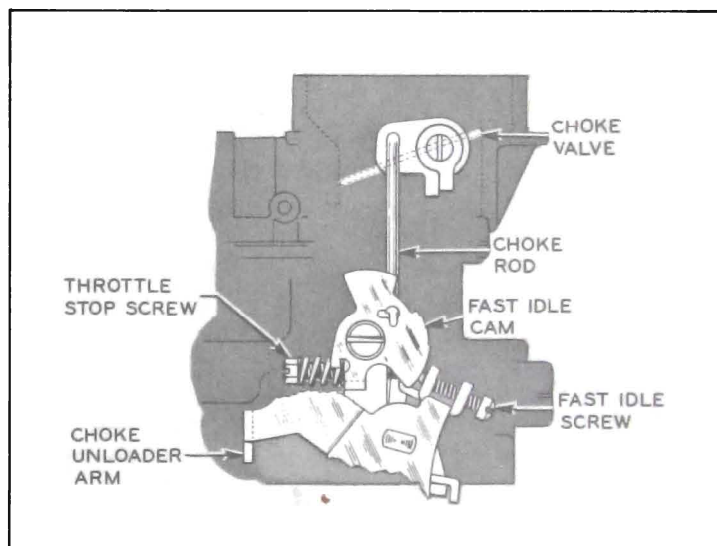 CHOKE
VALVE
CHOKE
ROD
THROTTLE
STOP SCREW
FAST IDLE
CAM
FAST IDLE
SCREW
CHOKE
UNLOADER
ARM